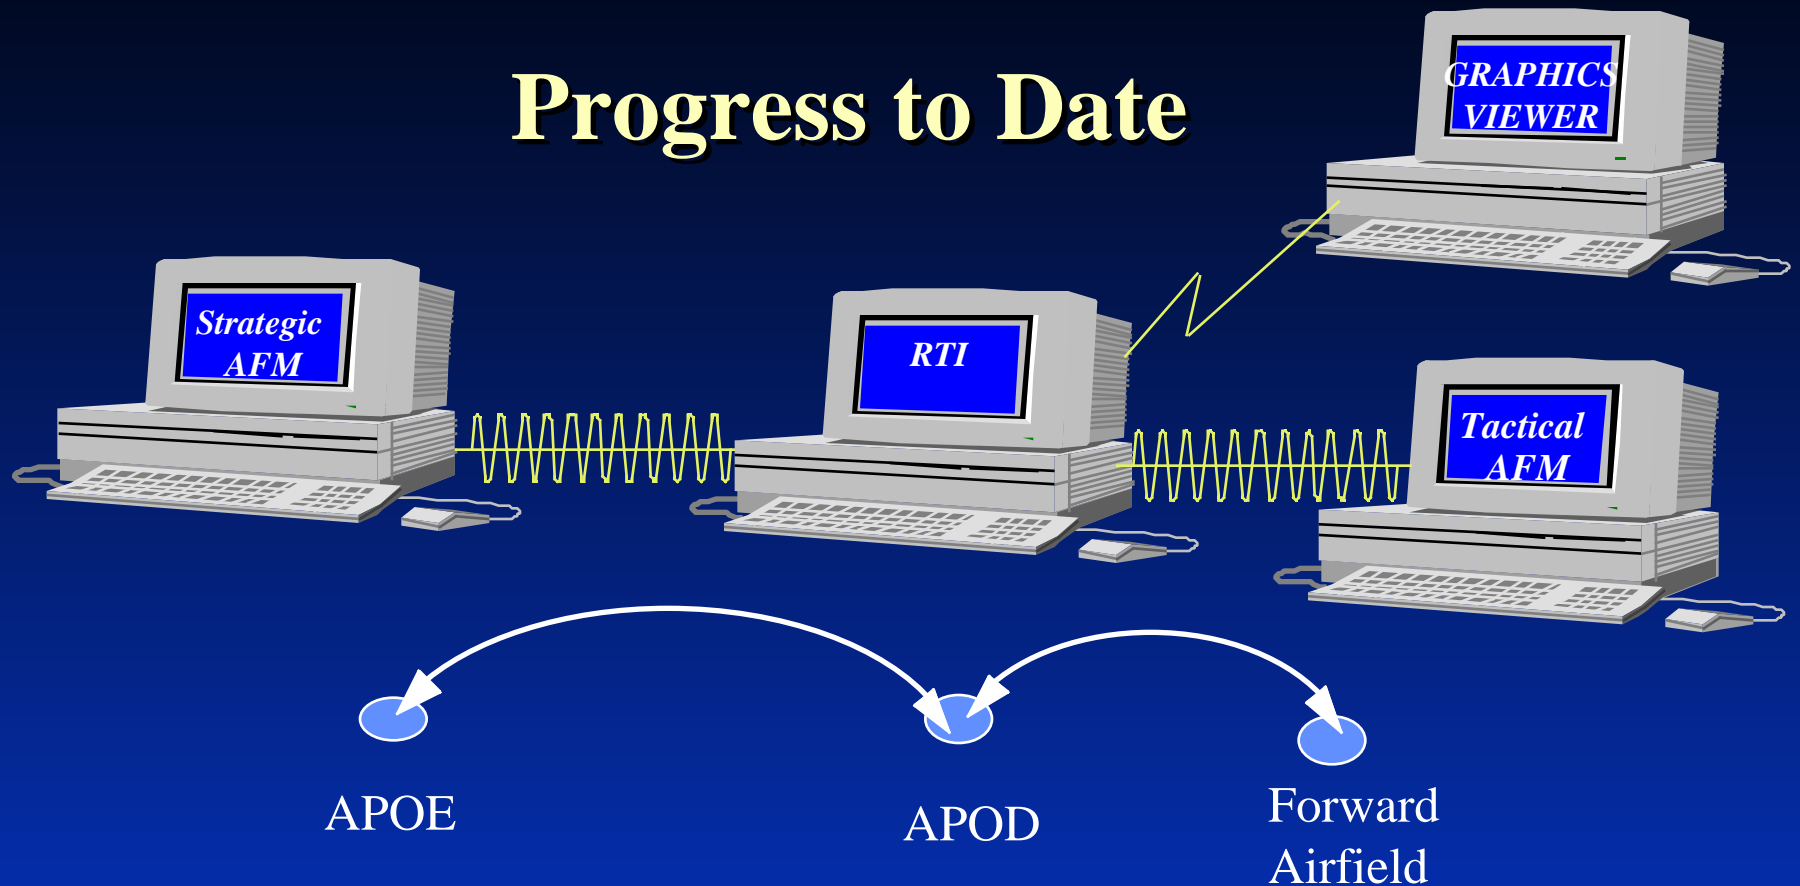 Progress to Date
GRAPHICS
VIEWER
Strategic
AFM
RTI
Tactical
AFM
APOE
APOD
Forward
Airfield